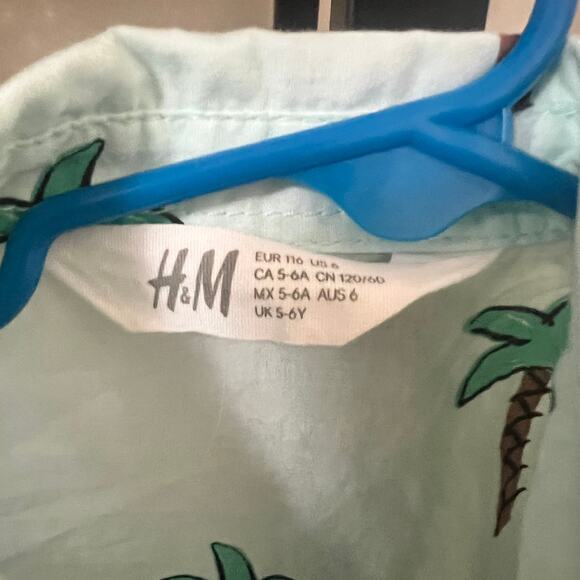 H&M
EUR 116 US 6
CA 5-6A CN 120/60
MX 5-6A AUS 6
UK 5-6Y